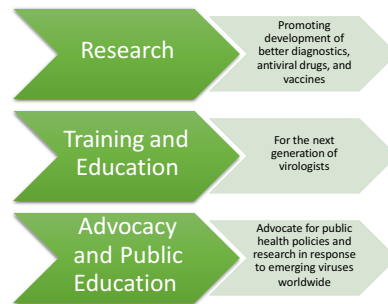 Research
Promoting
development of
better diagnostics,
antiviral drugs, and
vaccines
Training and
Education
For the next
generation of
virologists
Advocacy
and Public
Education
Advocate for public
health policies and
research in response
to emerging viruses
worldwide